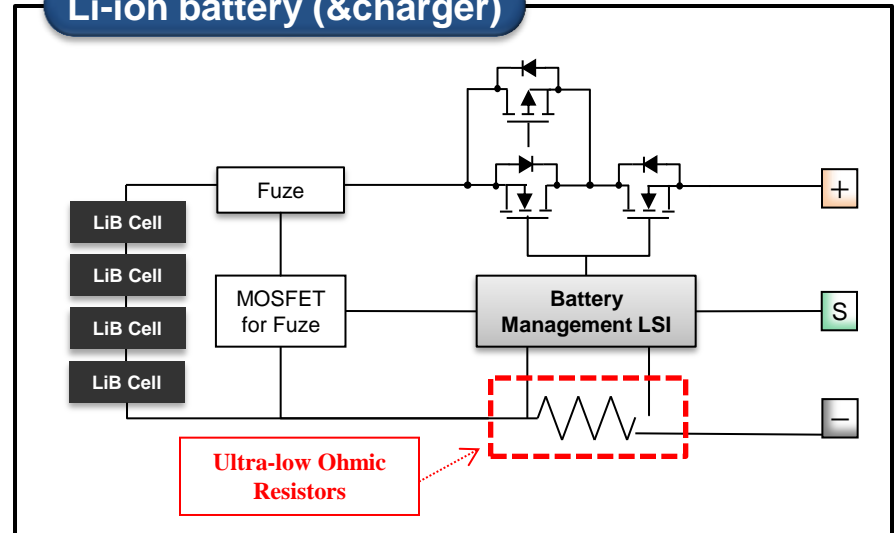 Li-ion battery (&charger)
Fuze
+
LiB Cell
LiB Cell
LiB Cell
LiB Cell
MOSFET
for Fuze
Battery
Management LSI
S
−
Ultra-low Ohmic
Resistors